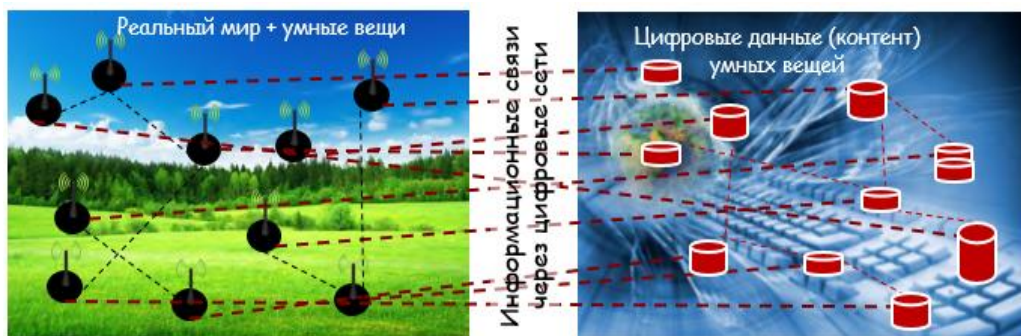 Реальный мир + умные вещи
Информационные связи
через цифровые сети
Цифровые данные (контент)
умных вещей